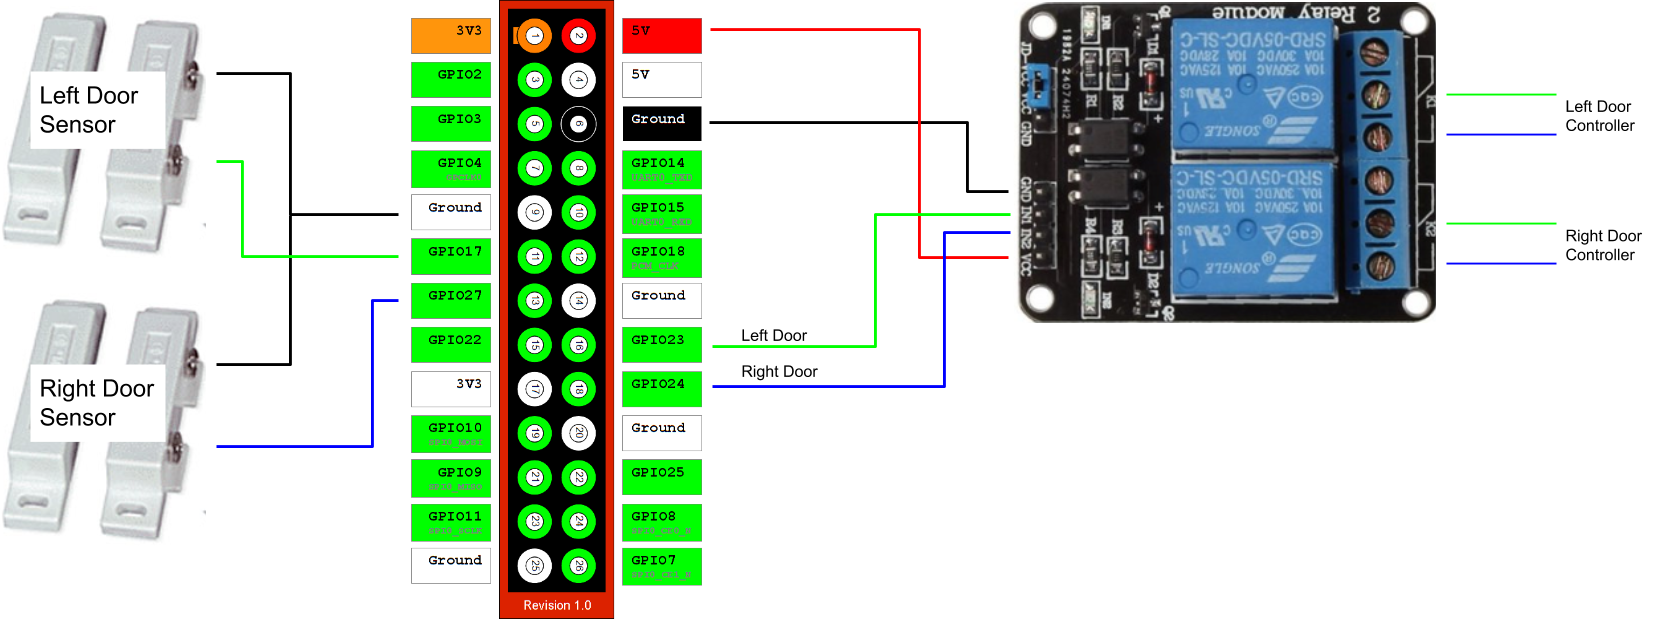 Left Door
Sensor
Right Door
Sensor
3V3
GPIO2
GPIO3
GPIO4
GPCLK0
Ground
GPIO17
GPIO27
GPIO22
3V3
GPIO10
SPI0_MOSI
GPIO9
SPI0_MISO
GPIO11
SPI0_SCLK
Ground
1 2
3 4
5 6
7 8
9 10
11 12
13 14
15 16
17 18
19 20
21 22
23 24
25 26
Revision 1.0
5V
5V
Ground
GPIO14
UART0_TXD
GPIO15
UART0_RXD
GPIO18
PCM_CLK
Ground
GPIO23
GPIO24
Ground
GPIO25
GPIO8
SPI0_CE0_N
GPIO7
SPI0_CE1_N
Left Door
Right Door
2 Relay Module
JD-VCC VCC GND
GND IN1 IN2 VCC
R1
R2
SRD-05VDC-SL-C
10A 250VAC 10A 125VAC
10A 30VDC 10A 28VDC
CQC
SONGLE
SRD-05VDC-SL-C
10A 250VAC 10A 125VAC
10A 30VDC 10A 28VDC
CQC
SONGLE
K1
K2
Left Door
Controller
Right Door
Controller